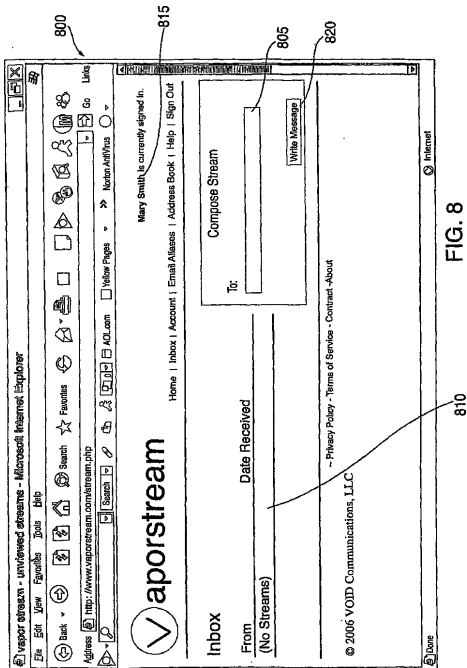 vapor stream - unviewed streams - Microsoft Internet Explorer
File Edit View Favorites Tools Help
Back Search Favorites
Address http://www.vaporstream.com/stream.php Go Links
Search AOL.com Yellow Pages » Norton AntiVirus
Mary Smith is currently signed in.
Vaporstream
Home | Inbox | Account | Email Aliases | Address Book | Help | Sign Out
Inbox
From Date Received
(No Streams)
Compose Stream
To:
Write Message
~ Privacy Policy - Terms of Service - Contract -About
© 2006 VOID Communications, LLC
Done Internet
800
815
805
820
810
FIG. 8